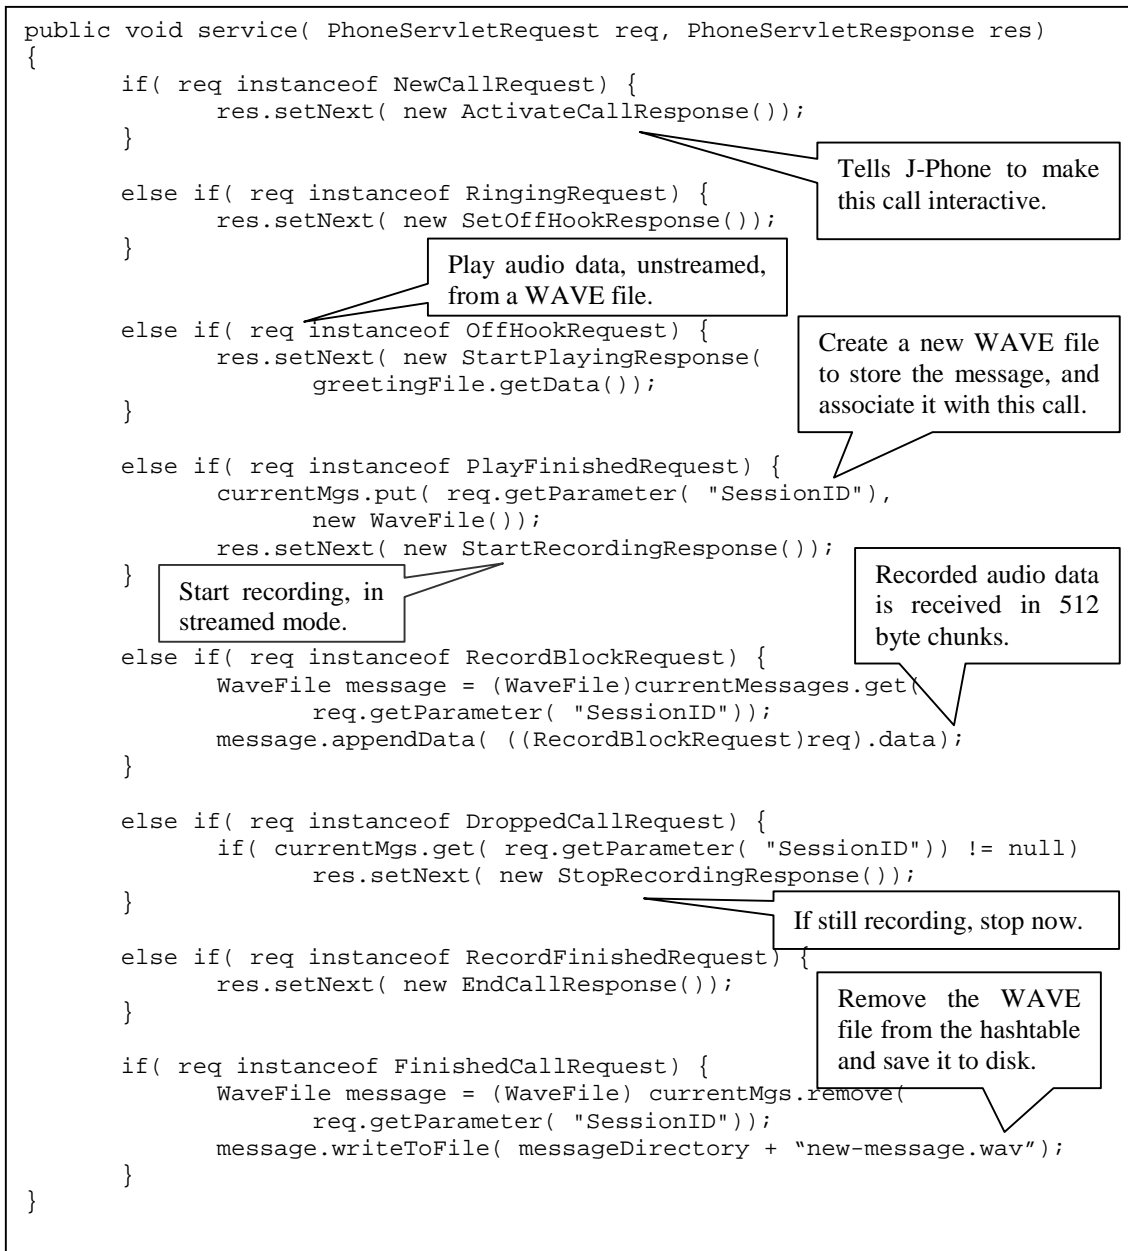 public void service( PhoneServletRequest req, PhoneServletResponse res)
{
if( req instanceof NewCallRequest) {
res.setNext( new ActivateCallResponse());
}
Tells J-Phone to make
this call interactive.
else if( req instanceof RingingRequest) {
res.setNext( new SetOffHookResponse());
}
Play audio data, unstreamed,
from a WAVE file.
else if( req instanceof OffHookRequest) {
res.setNext( new StartPlayingResponse(
greetingFile.getData());
}
Create a new WAVE file
to store the message, and
associate it with this call.
else if( req instanceof PlayFinishedRequest) {
currentMgs.put( req.getParameter( "SessionID"),
new WaveFile());
res.setNext( new StartRecordingResponse());
}
Start recording, in
streamed mode.
Recorded audio data
is received in 512
byte chunks.
else if( req instanceof RecordBlockRequest) {
WaveFile message = (WaveFile)currentMessages.get(
req.getParameter( "SessionID"));
message.appendData( ((RecordBlockRequest)req).data);
}
else if( req instanceof DroppedCallRequest) {
if( currentMgs.get( req.getParameter( "SessionID")) != null)
res.setNext( new StopRecordingResponse());
}
If still recording, stop now.
else if( req instanceof RecordFinishedRequest) {
res.setNext( new EndCallResponse());
}
Remove the WAVE
file from the hashtable
and save it to disk.
if( req instanceof FinishedCallRequest) {
WaveFile message = (WaveFile) currentMgs.remove(
req.getParameter( "SessionID"));
message.writeToFile( messageDirectory + “new-message.wav”);
}
}